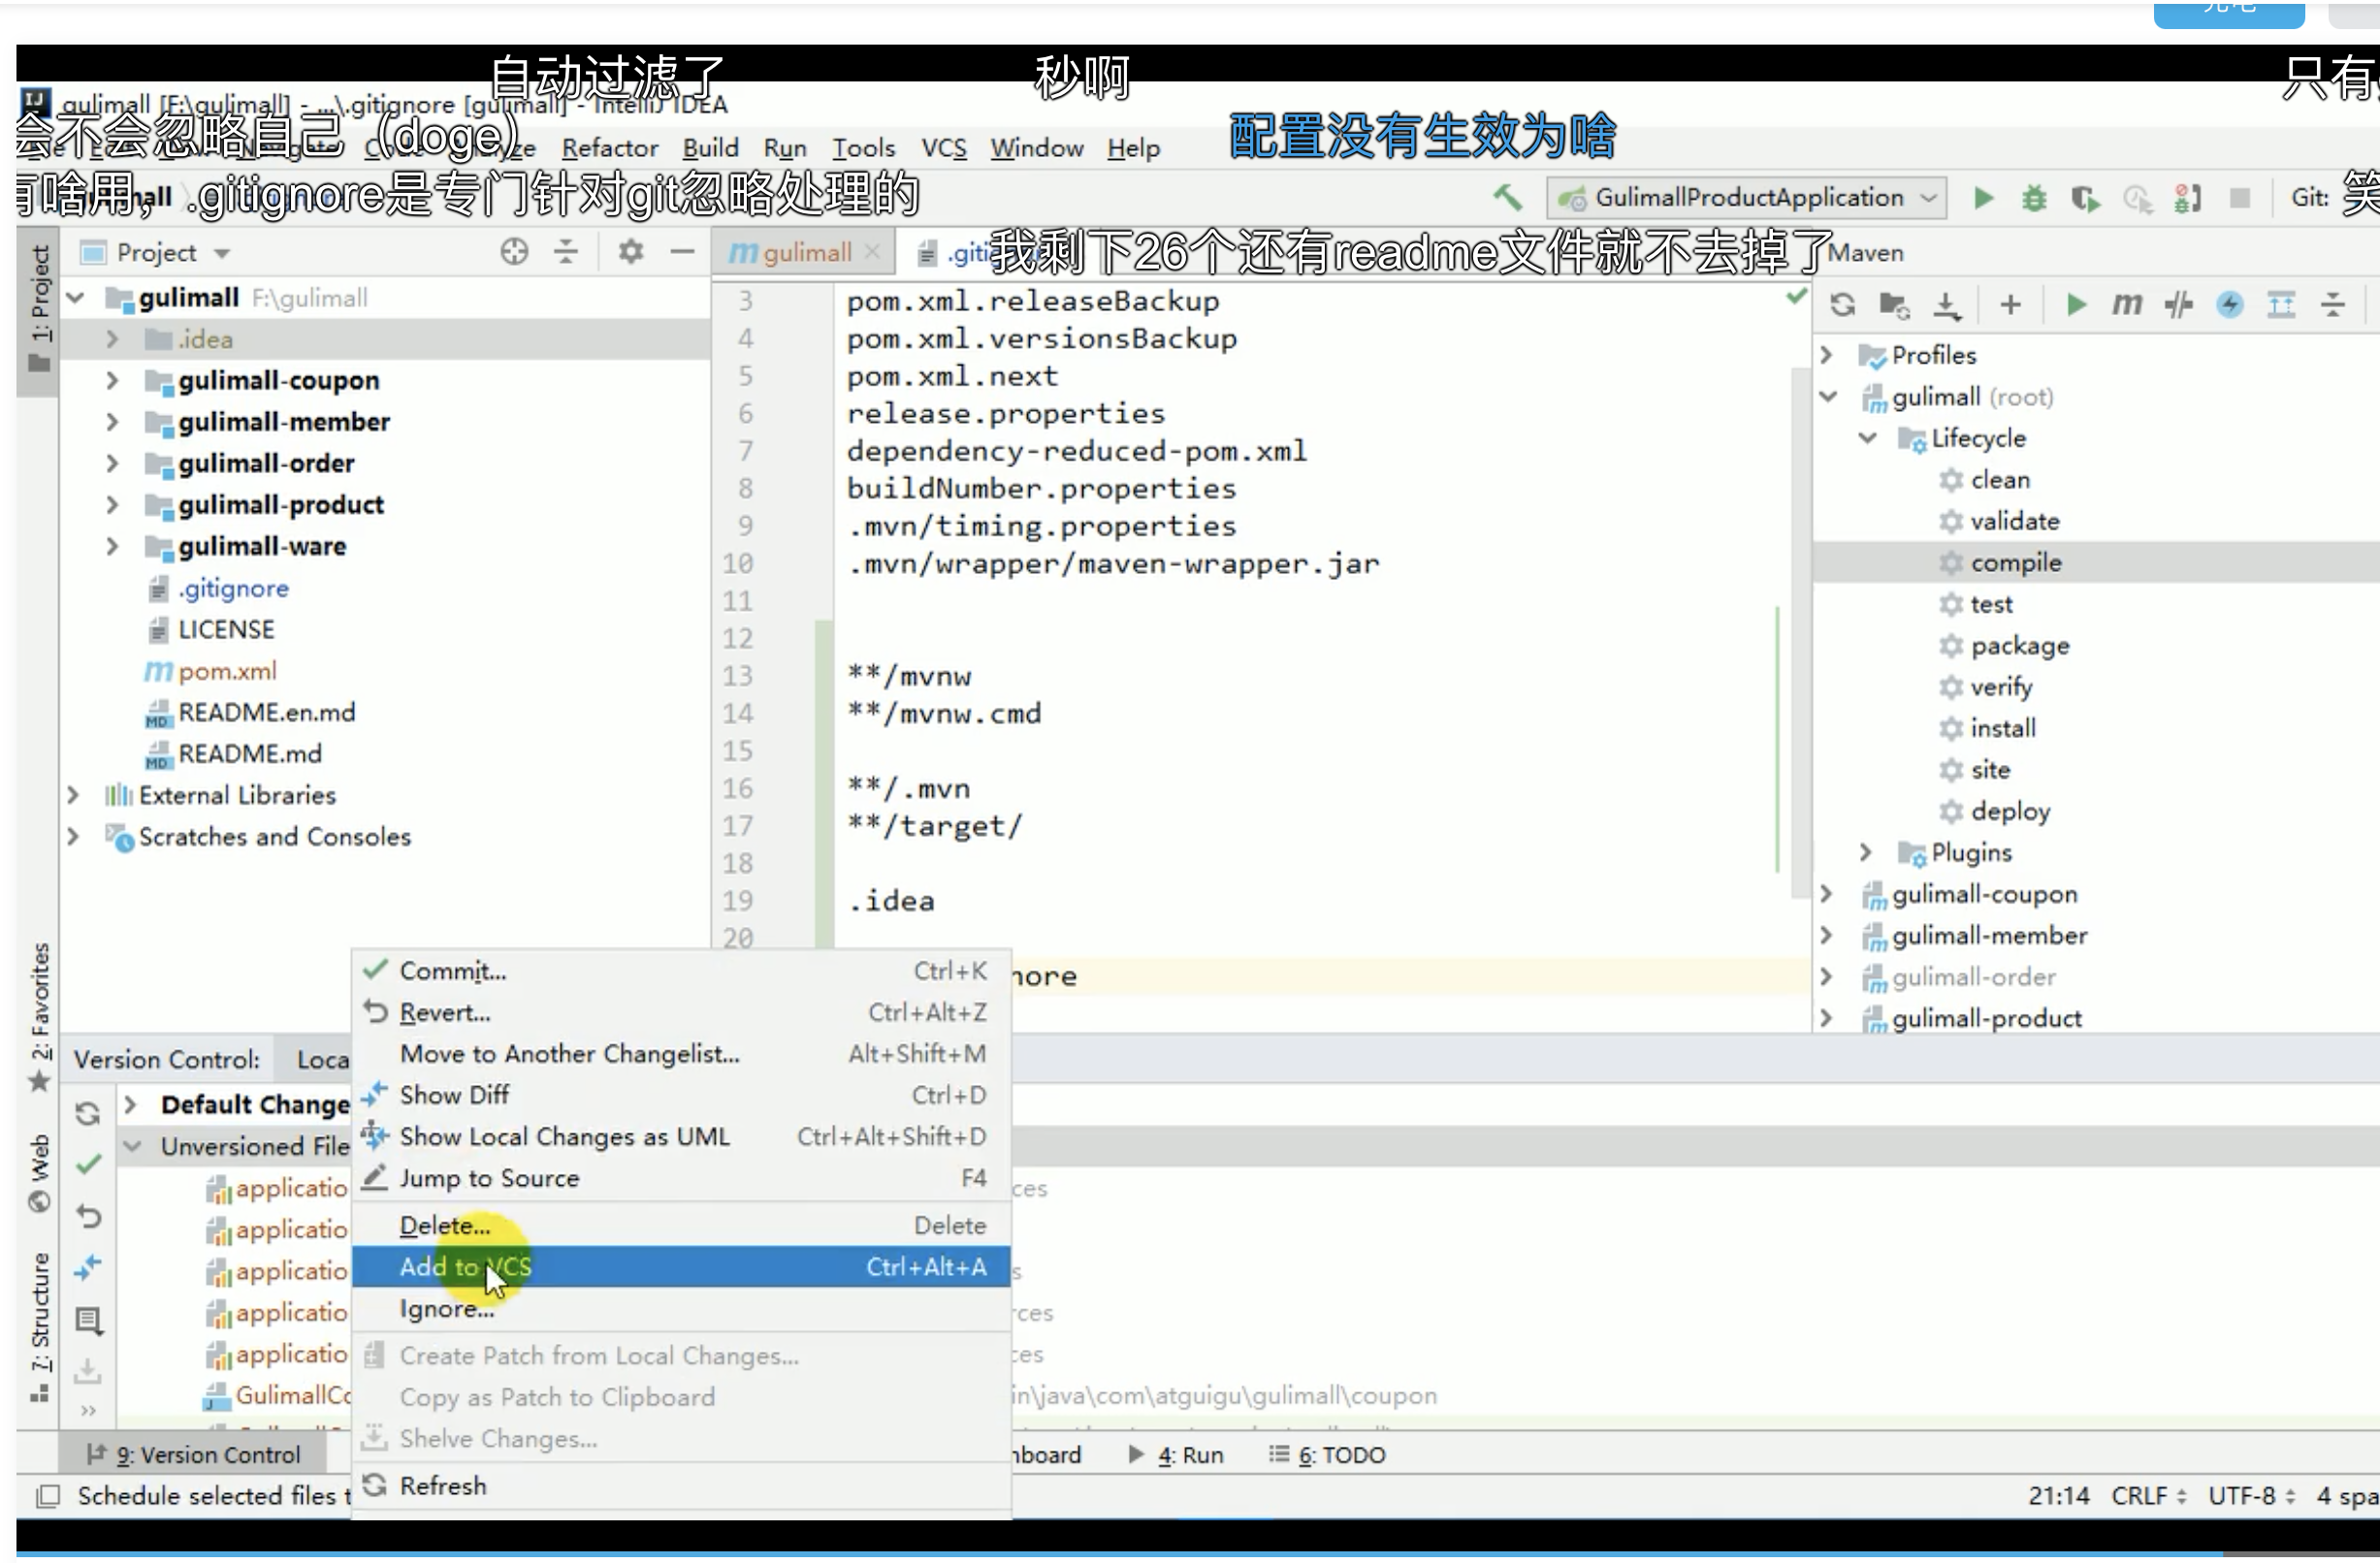 自动过滤了
秒啊
只有
gulimall [F:\gulimall] - ...\.gitignore [gulimall] - IntelliJ IDEA
会不会忽略自己（doge）
配置没有生效为啥
Refactor Build Run Tools VCS Window Help
有啥用，.gitignore是专门针对git忽略处理的
GulimallProductApplication
Git:
笑
我剩下26个还有readme文件就不去掉了
1: Project
Project
gulimall
Maven
gulimall F:\gulimall
.idea
gulimall-coupon
gulimall-member
gulimall-order
gulimall-product
gulimall-ware
.gitignore
LICENSE
pom.xml
README.en.md
README.md
External Libraries
Scratches and Consoles
3 pom.xml.releaseBackup
4 pom.xml.versionsBackup
5 pom.xml.next
6 release.properties
7 dependency-reduced-pom.xml
8 buildNumber.properties
9 .mvn/timing.properties
10 .mvn/wrapper/maven-wrapper.jar
11
12
13 **/mvnw
14 **/mvnw.cmd
15
16 **/.mvn
17 **/target/
18
19 .idea
20
nore
Profiles
gulimall (root)
Lifecycle
clean
validate
compile
test
package
verify
install
site
deploy
Plugins
gulimall-coupon
gulimall-member
gulimall-order
gulimall-product
2: Favorites
Web
7: Structure
Version Control: Loca
Default Change
Unversioned File
applicatio
applicatio
applicatio
applicatio
applicatio
GulimallCo
Commit... Ctrl+K
Revert... Ctrl+Alt+Z
Move to Another Changelist... Alt+Shift+M
Show Diff Ctrl+D
Show Local Changes as UML Ctrl+Alt+Shift+D
Jump to Source F4
Delete... Delete
Add to VCS Ctrl+Alt+A
Ignore...
Create Patch from Local Changes...
Copy as Patch to Clipboard
Shelve Changes...
Refresh
ces
s
rces
ces
in\java\com\atguigu\gulimall\coupon
9: Version Control
nboard
4: Run
6: TODO
Schedule selected files t
21:14 CRLF UTF-8 4 spa